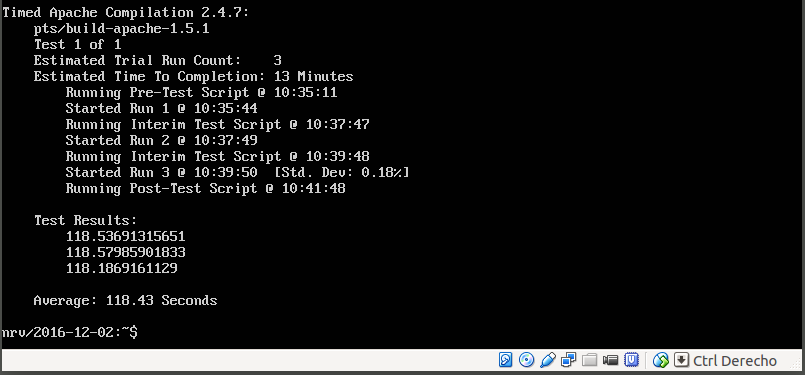 Timed Apache Compilation 2.4.7:
pts/build-apache-1.5.1
Test 1 of 1
Estimated Trial Run Count:    3
Estimated Time To Completion: 13 Minutes
Running Pre-Test Script @ 10:35:11
Started Run 1 @ 10:35:44
Running Interim Test Script @ 10:37:47
Started Run 2 @ 10:37:49
Running Interim Test Script @ 10:39:48
Started Run 3 @ 10:39:50  [Std. Dev: 0.18%]
Running Post-Test Script @ 10:41:48
Test Results:
118.53691315651
118.57985901833
118.1869161129
Average: 118.43 Seconds
nrv/2016-12-02:~$
Ctrl Derecho